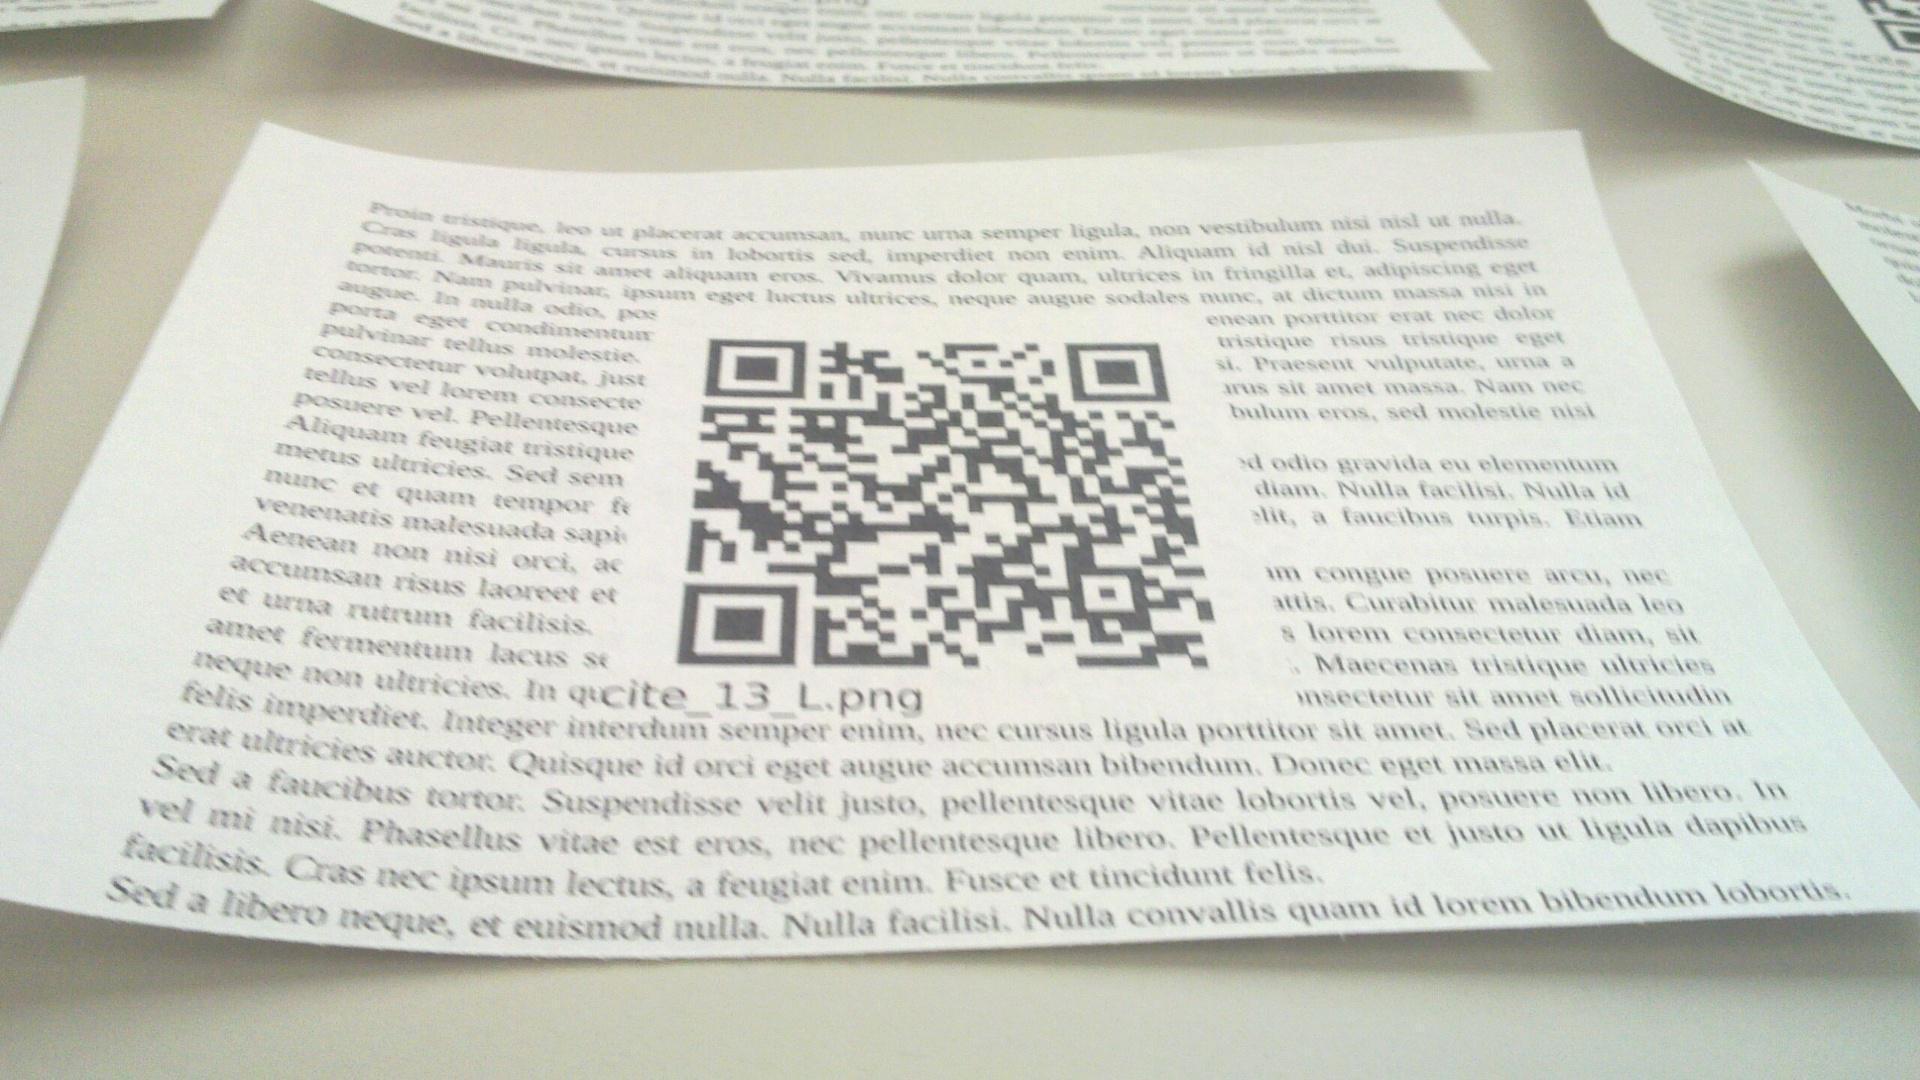 Proin tristique, leo ut placerat accumsan, nunc urna semper ligula, non vestibulum nisi nisl ut nulla.
Cras ligula ligula, cursus in lobortis sed, imperdiet non enim. Aliquam id nisl dui. Suspendisse
potenti. Mauris sit amet aliquam eros. Vivamus dolor quam, ultrices in fringilla et, adipiscing eget
tortor. Nam pulvinar, ipsum eget luctus ultrices, neque augue sodales nunc, at dictum massa nisi in
augue. In nulla odio, pos enean porttitor erat nec dolor
porta eget condimentum tristique risus tristique eget
pulvinar tellus molestie. si. Praesent vulputate, urna a
consectetur volutpat, just urus sit amet massa. Nam nec
tellus vel lorem consecte bulum eros, sed molestie nisi
posuere vel. Pellentesque
Aliquam feugiat tristique ed odio gravida eu elementum
metus ultricies. Sed sem diam. Nulla facilisi. Nulla id
nunc et quam tempor fe elit, a faucibus turpis. Etiam
venenatis malesuada sapi
Aenean non nisi orci, ac um congue posuere arcu, nec
accumsan risus laoreet et attis. Curabitur malesuada leo
et urna rutrum facilisis. s lorem consectetur diam, sit
amet fermentum lacus se . Maecenas tristique ultricies
neque non ultricies. In qu onsectetur sit amet sollicitudin
cite_13_L.png
felis imperdiet. Integer interdum semper enim, nec cursus ligula porttitor sit amet. Sed placerat orci at
erat ultricies auctor. Quisque id orci eget augue accumsan bibendum. Donec eget massa elit.
Sed a faucibus tortor. Suspendisse velit justo, pellentesque vitae lobortis vel, posuere non libero. In
vel mi nisi. Phasellus vitae est eros, nec pellentesque libero. Pellentesque et justo ut ligula dapibus
facilisis. Cras nec ipsum lectus, a feugiat enim. Fusce et tincidunt felis.
Sed a libero neque, et euismod nulla. Nulla facilisi. Nulla convallis quam id lorem bibendum lobortis.